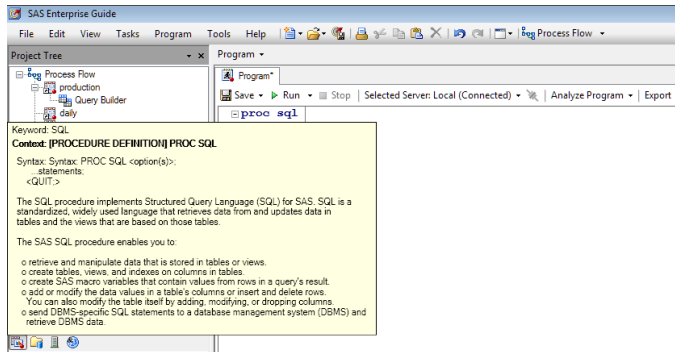 SAS Enterprise Guide
File Edit View Tasks Program Tools Help Process Flow
Project Tree
Program
Process Flow
production
Query Builder
daily
Program*
Save Run Stop Selected Server: Local (Connected) Analyze Program Export
proc sql
Keyword: SQL
Context: [PROCEDURE DEFINITION] PROC SQL
Syntax: Syntax: PROC SQL <option(s)>;
...statements;
<QUIT;>
The SQL procedure implements Structured Query Language (SQL) for SAS. SQL is a
standardized, widely used language that retrieves data from and updates data in
tables and the views that are based on those tables.
The SAS SQL procedure enables you to:
o retrieve and manipulate data that is stored in tables or views.
o create tables, views, and indexes on columns in tables.
o create SAS macro variables that contain values from rows in a query's result.
o add or modify the data values in a table's columns or insert and delete rows.
You can also modify the table itself by adding, modifying, or dropping columns.
o send DBMS-specific SQL statements to a database management system (DBMS) and
retrieve DBMS data.